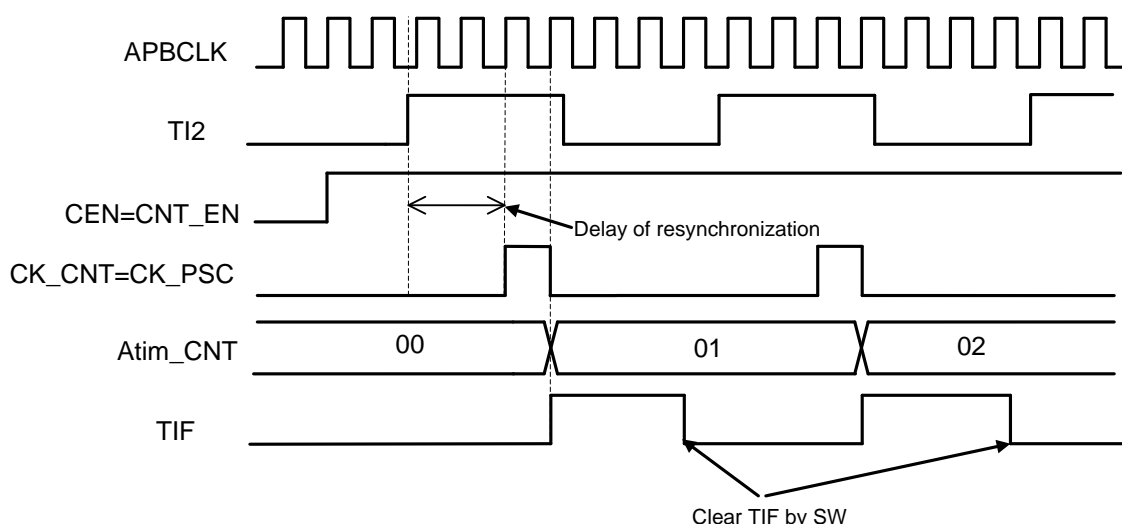 APBCLK
TI2
CEN=CNT_EN
Delay of resynchronization
CK_CNT=CK_PSC
Atim_CNT
00
01
02
TIF
Clear TIF by SW